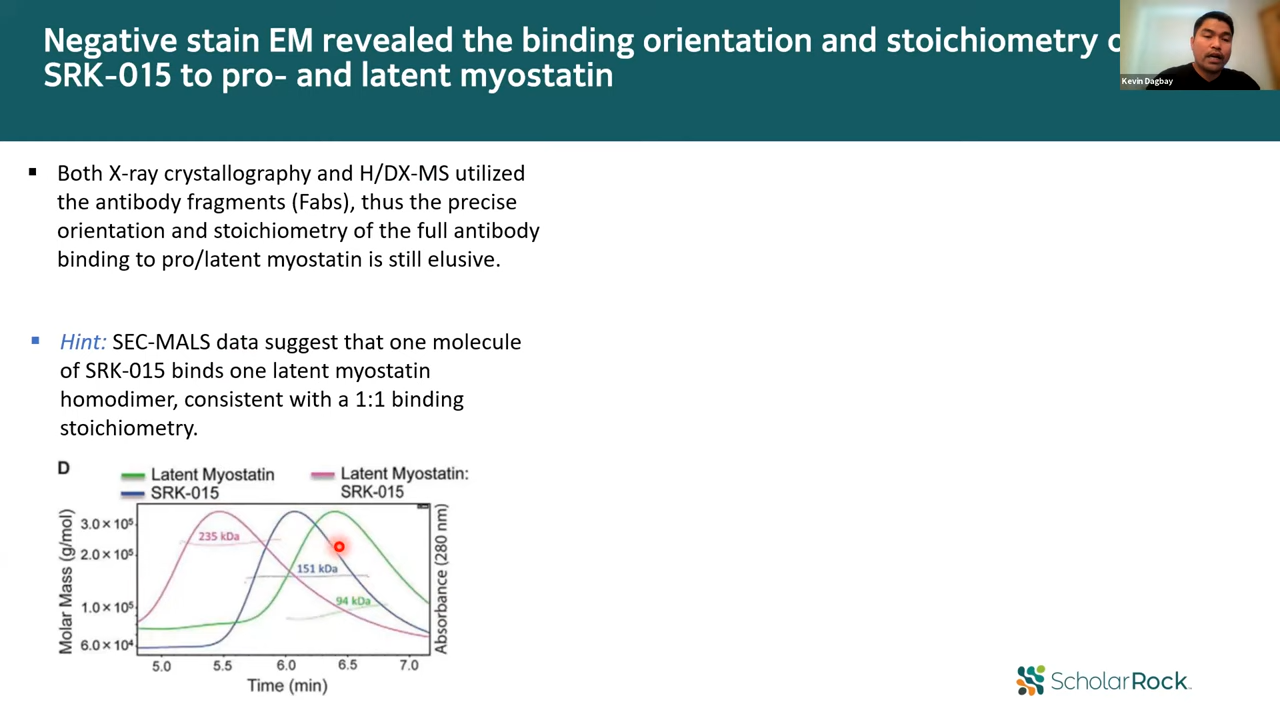 Negative stain EM revealed the binding orientation and stoichiometry
SRK-015 to pro- and latent myostatin
Kevin Dagbay
▪ Both X-ray crystallography and H/DX-MS utilized
the antibody fragments (Fabs), thus the precise
orientation and stoichiometry of the full antibody
binding to pro/latent myostatin is still elusive.
▪ Hint: SEC-MALS data suggest that one molecule
of SRK-015 binds one latent myostatin
homodimer, consistent with a 1:1 binding
stoichiometry.
D
Latent Myostatin
SRK-015
Latent Myostatin:
SRK-015
Molar Mass (g/mol)
3.0 × 10⁵
2.0 × 10⁵
1.0 × 10⁵
6.0 × 10⁴
235 kDa
151 kDa
94 kDa
Absorbance (280 nm)
5.0 5.5 6.0 6.5 7.0
Time (min)
ScholarRock